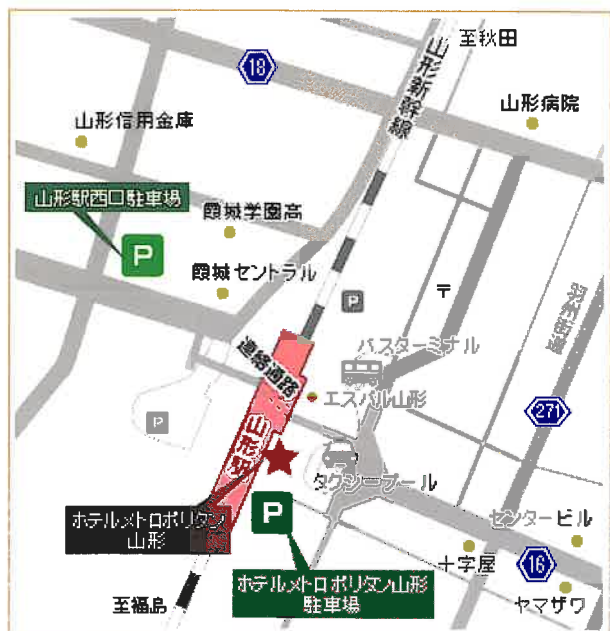 至秋田
18
山形新幹線
山形病院
山形信用金庫
山形駅西口駐車場
霞城学園高
P
霞城セントラル
P
〒
羽州街道
バスターミナル
連絡通路
エスパル山形
P
271
山形駅
タクシープール
P
ホテルメトロポリタン
山形
センタービル
十字屋
16
ホテルメトロポリタン山形
駐車場
至福島
ヤマザワ